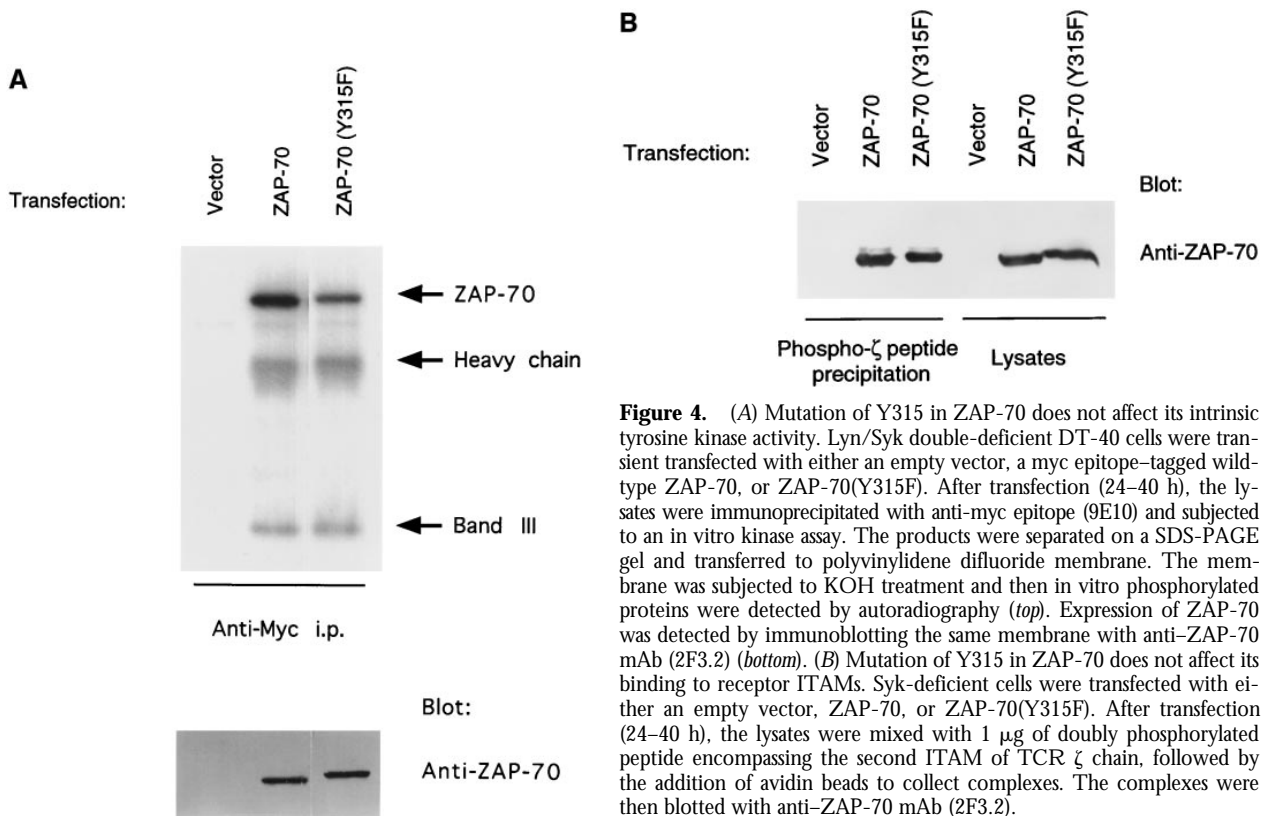 A
Transfection:
Vector
ZAP-70
ZAP-70 (Y315F)
ZAP-70
Heavy chain
Band III
Anti-Myc i.p.
Blot:
Anti-ZAP-70
B
Transfection:
Vector
ZAP-70
ZAP-70 (Y315F)
Vector
ZAP-70
ZAP-70 (Y315F)
Blot:
Anti-ZAP-70
Phospho-ζ peptide
precipitation
Lysates
Figure 4. (A) Mutation of Y315 in ZAP-70 does not affect its intrinsic
tyrosine kinase activity. Lyn/Syk double-deficient DT-40 cells were tran-
sient transfected with either an empty vector, a myc epitope–tagged wild-
type ZAP-70, or ZAP-70(Y315F). After transfection (24–40 h), the ly-
sates were immunoprecipitated with anti-myc epitope (9E10) and subjected
to an in vitro kinase assay. The products were separated on a SDS-PAGE
gel and transferred to polyvinylidene difluoride membrane. The mem-
brane was subjected to KOH treatment and then in vitro phosphorylated
proteins were detected by autoradiography (top). Expression of ZAP-70
was detected by immunoblotting the same membrane with anti–ZAP-70
mAb (2F3.2) (bottom). (B) Mutation of Y315 in ZAP-70 does not affect its
binding to receptor ITAMs. Syk-deficient cells were transfected with ei-
ther an empty vector, ZAP-70, or ZAP-70(Y315F). After transfection
(24–40 h), the lysates were mixed with 1 μg of doubly phosphorylated
peptide encompassing the second ITAM of TCR ζ chain, followed by
the addition of avidin beads to collect complexes. The complexes were
then blotted with anti–ZAP-70 mAb (2F3.2).